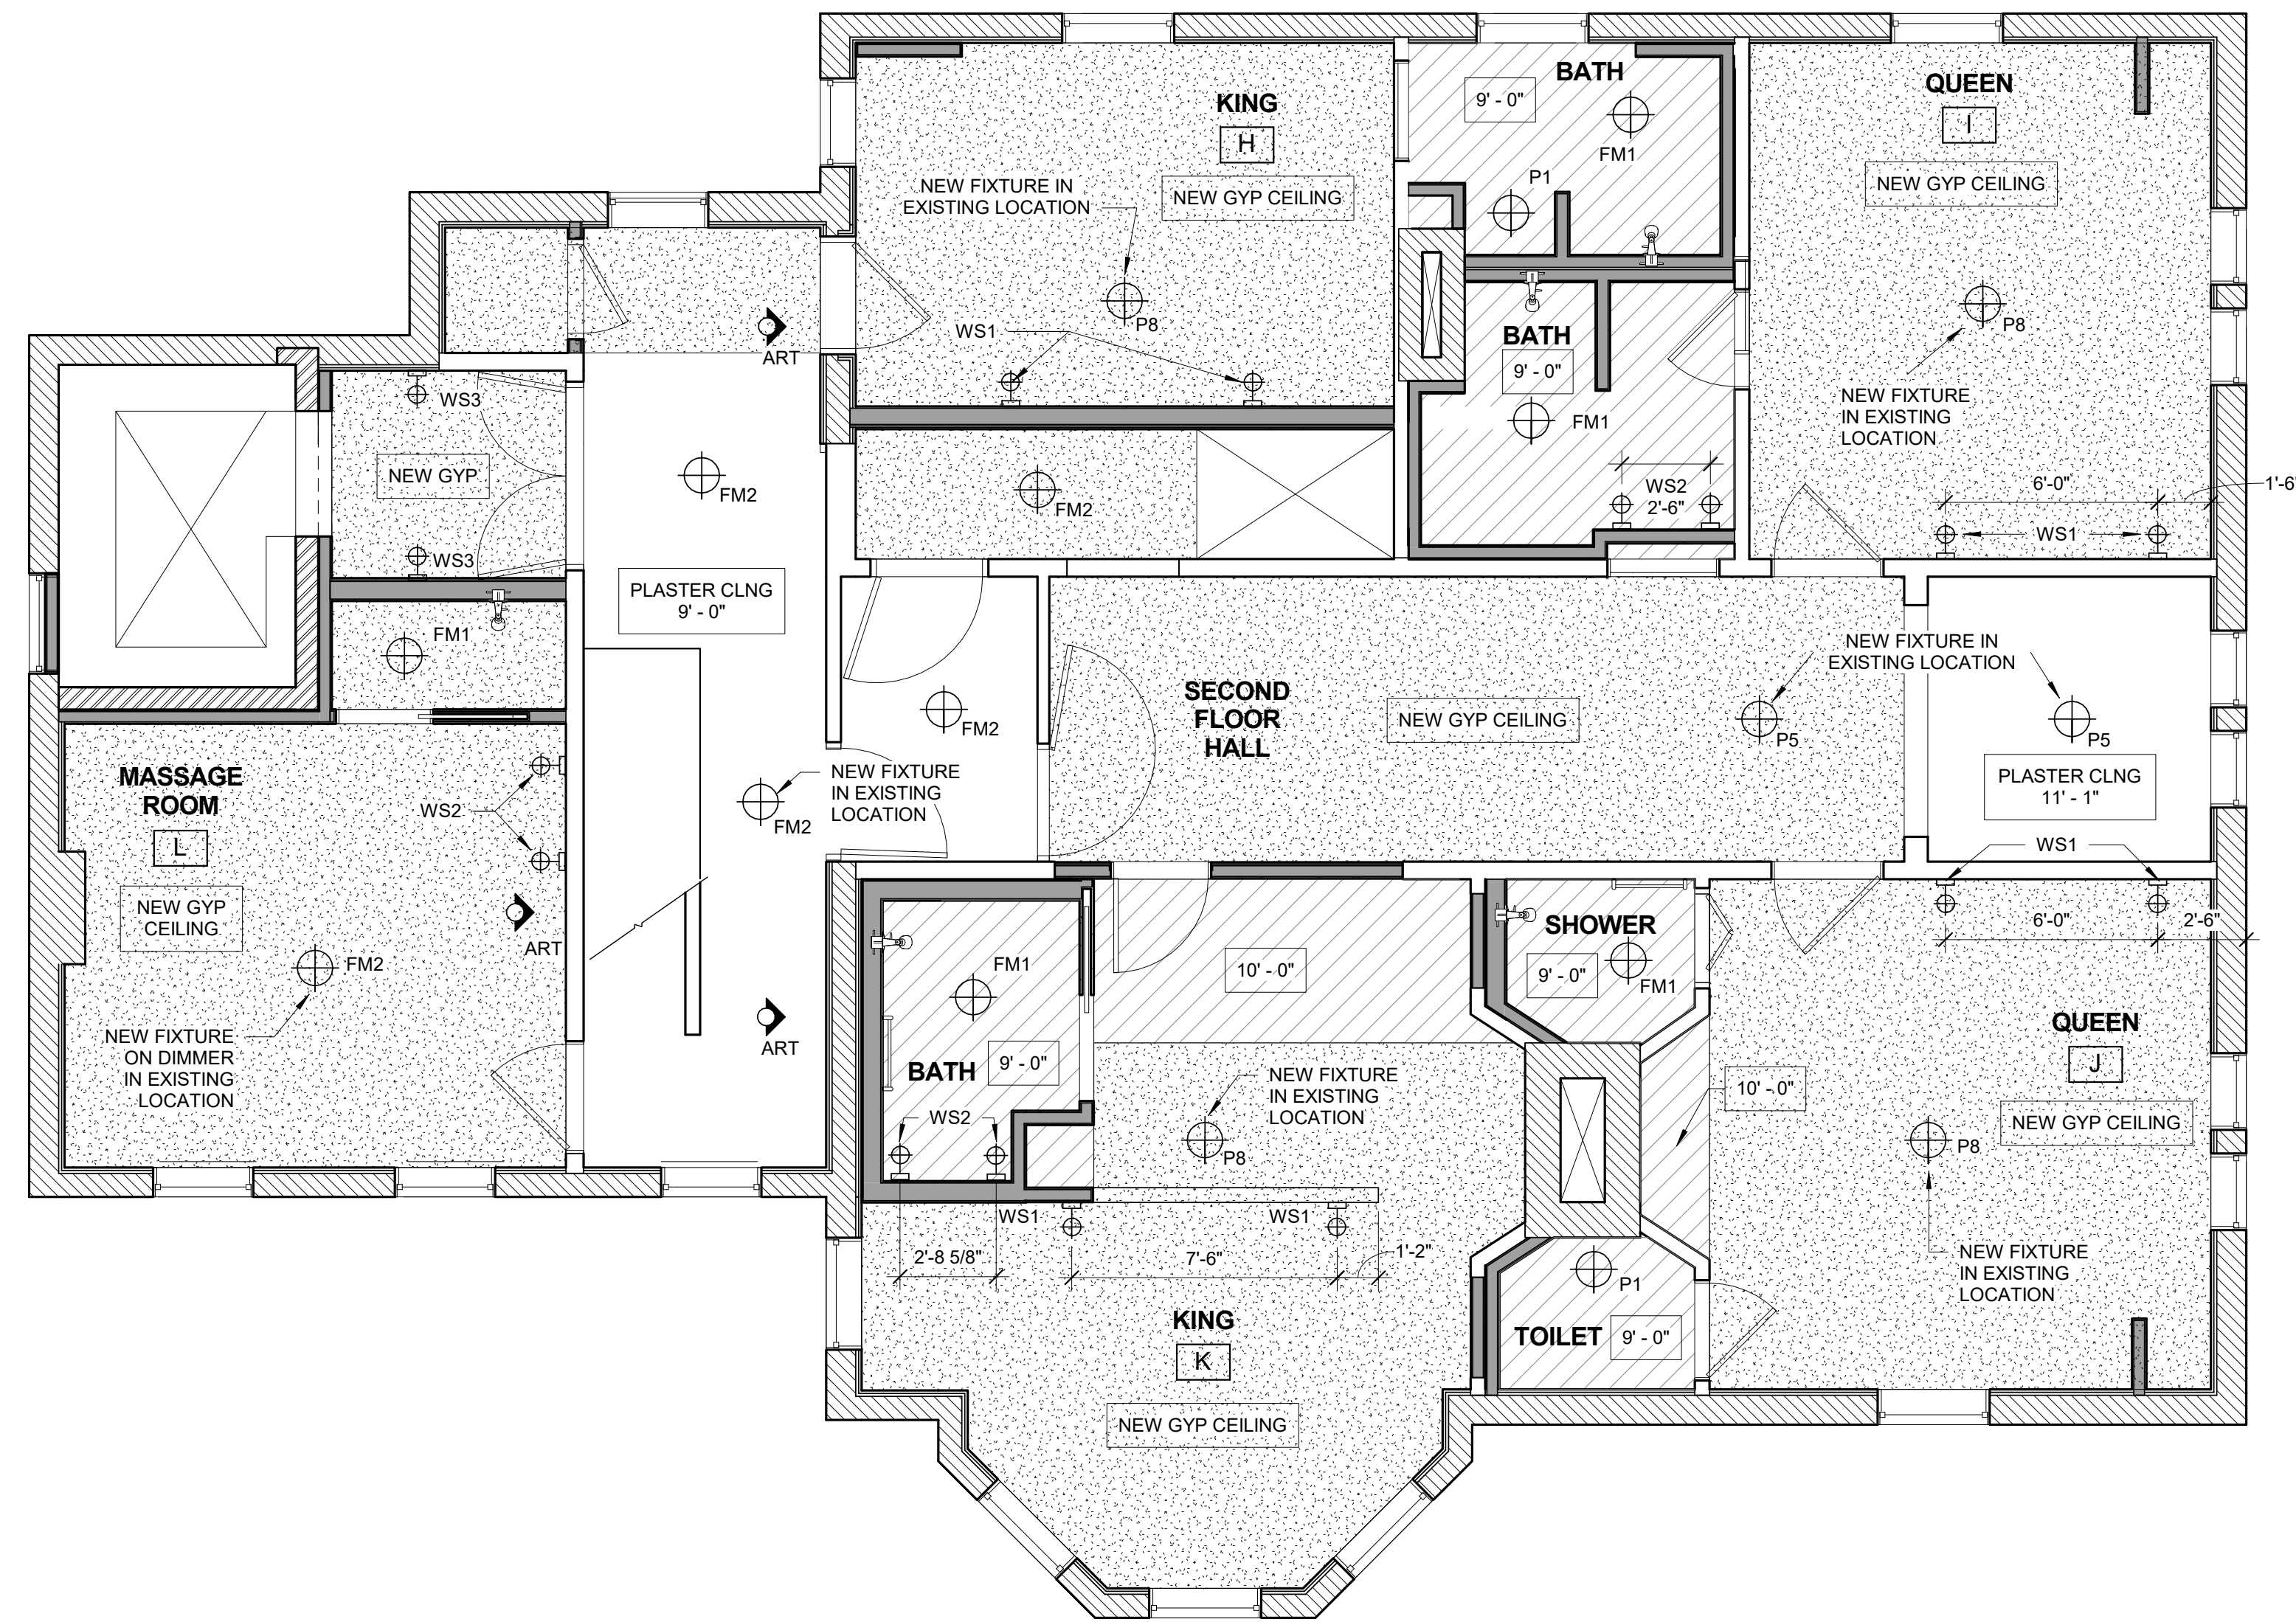 KING
H
NEW FIXTURE IN
EXISTING LOCATION
NEW GYP CEILING
P8
WS1
BATH
9' - 0"
FM1
P1
QUEEN
I
NEW GYP CEILING
P8
NEW FIXTURE
IN EXISTING
LOCATION
6'-0"
1'-6"
WS1
BATH
9' - 0"
FM1
WS2
2'-6"
ART
WS3
NEW GYP
WS3
FM2
FM2
PLASTER CLNG
9' - 0"
FM1
FM2
NEW FIXTURE
IN EXISTING
LOCATION
FM2
SECOND
FLOOR
HALL
NEW GYP CEILING
NEW FIXTURE IN
EXISTING LOCATION
P5
P5
PLASTER CLNG
11' - 1"
MASSAGE
ROOM
L
NEW GYP
CEILING
WS2
ART
FM2
NEW FIXTURE
ON DIMMER
IN EXISTING
LOCATION
ART
FM1
BATH
9' - 0"
WS2
2'-8 5/8"
10' - 0"
NEW FIXTURE
IN EXISTING
LOCATION
P8
WS1
WS1
7'-6"
1'-2"
KING
K
NEW GYP CEILING
SHOWER
9' - 0"
FM1
10' - 0"
P1
TOILET
9' - 0"
WS1
6'-0"
2'-6"
QUEEN
J
NEW GYP CEILING
P8
NEW FIXTURE
IN EXISTING
LOCATION